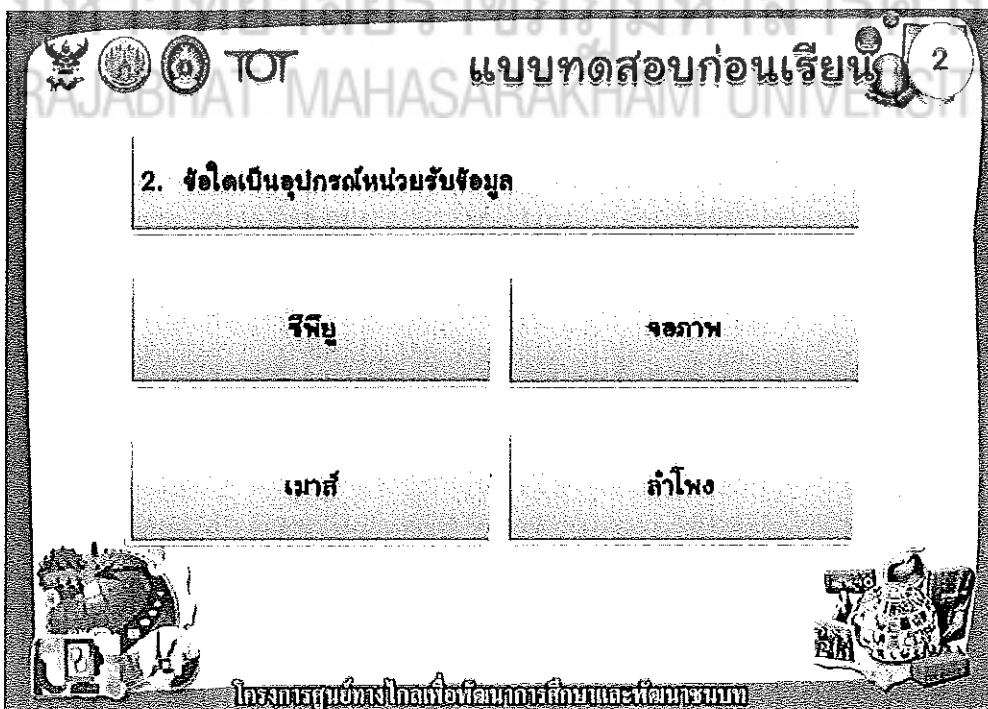 TOT
แบบทดสอบก่อนเรียน
2
RAJABHAT MAHASARAKHAM UNIVERSIT
2. ข้อใดเป็นอุปกรณ์หน่วยรับข้อมูล
ซีพียู
จอภาพ
เมาส์
ลำโพง
โครงการศูนย์ทางไกลเพื่อพัฒนาการศึกษาและพัฒนาชนบท